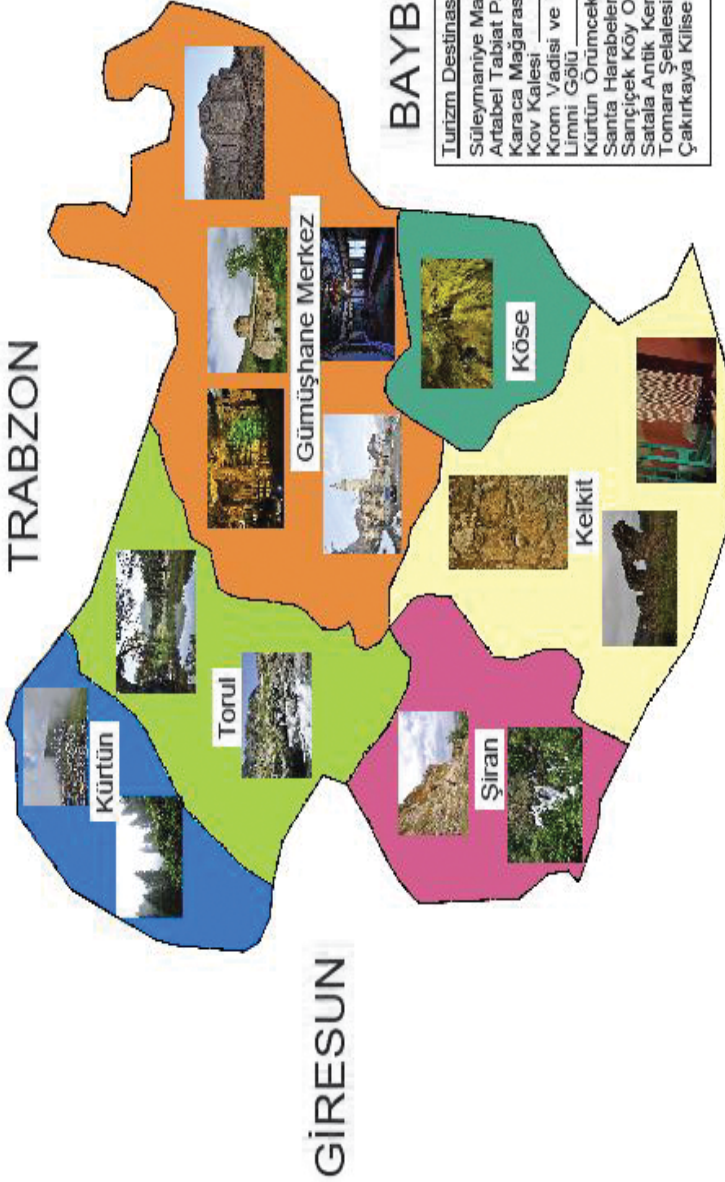 TRABZON
GİRESUN
BAYB
Kürtün
Torul
Gümüşhane Merkez
Şiran
Kelkit
Köse
Turizm Destinas
Süleymaniye Ma
Artabel Tabiat P
Karaca Mağaras
Kov Kalesi
Krom Vadisi ve
Limni Gölü
Kürtün Örümcek
Santa Harabeler
Sarıçiçek Köy O
Satala Antik Ken
Tomara Şelalesi
Çakırkaya Kilise